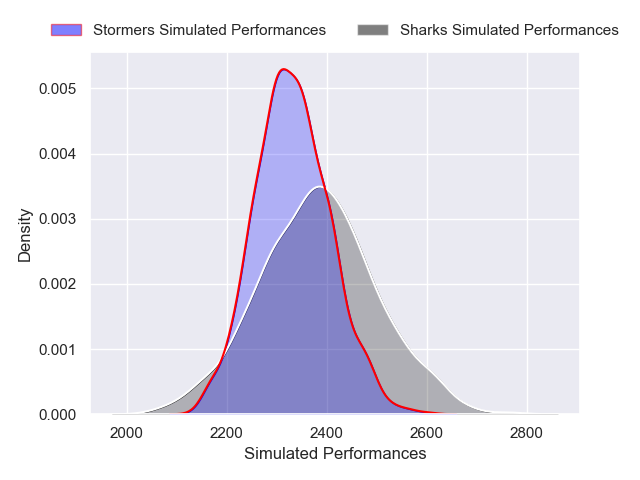 Stormers Simulated Performances Sharks Simulated Performances
0.005
0.004
0.003
0.002
0.001
0.000
Density
2000 2200 2400 2600 2800
Simulated Performances